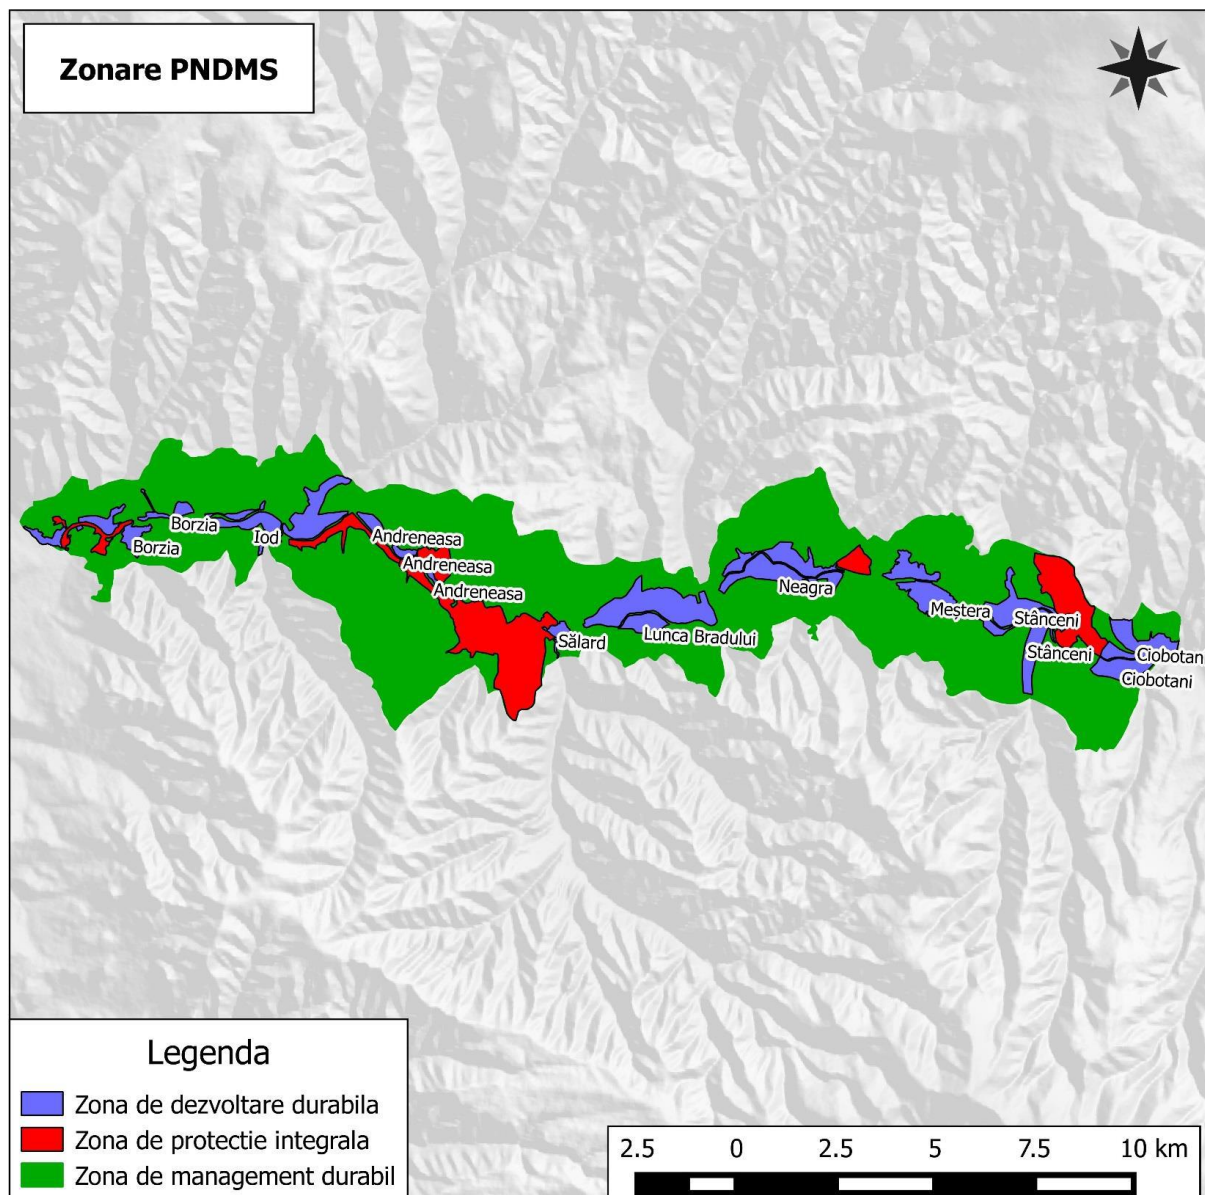 Zonare PNDMS
Borzia
Borzia
Iod
Andreneasa
Andreneasa
Andreneasa
Sălard
Lunca Bradului
Neagra
Meștera
Stânceni
Stânceni
Ciobotan
Ciobotani
Legenda
Zona de dezvoltare durabila
Zona de protectie integrala
Zona de management durabil
2.5 0 2.5 5 7.5 10 km